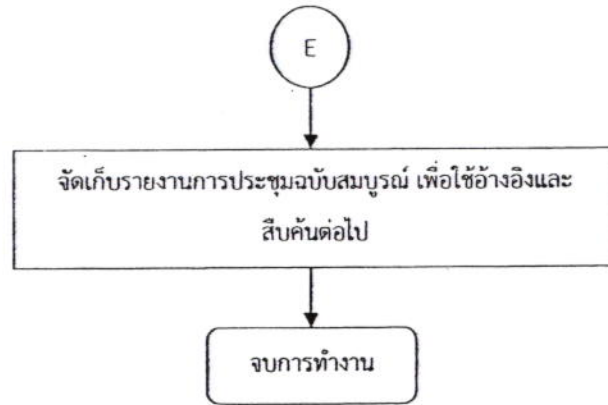 E
จัดเก็บรายงานการประชุมฉบับสมบูรณ์ เพื่อใช้อ้างอิงและ
สืบค้นต่อไป
จบการทำงาน